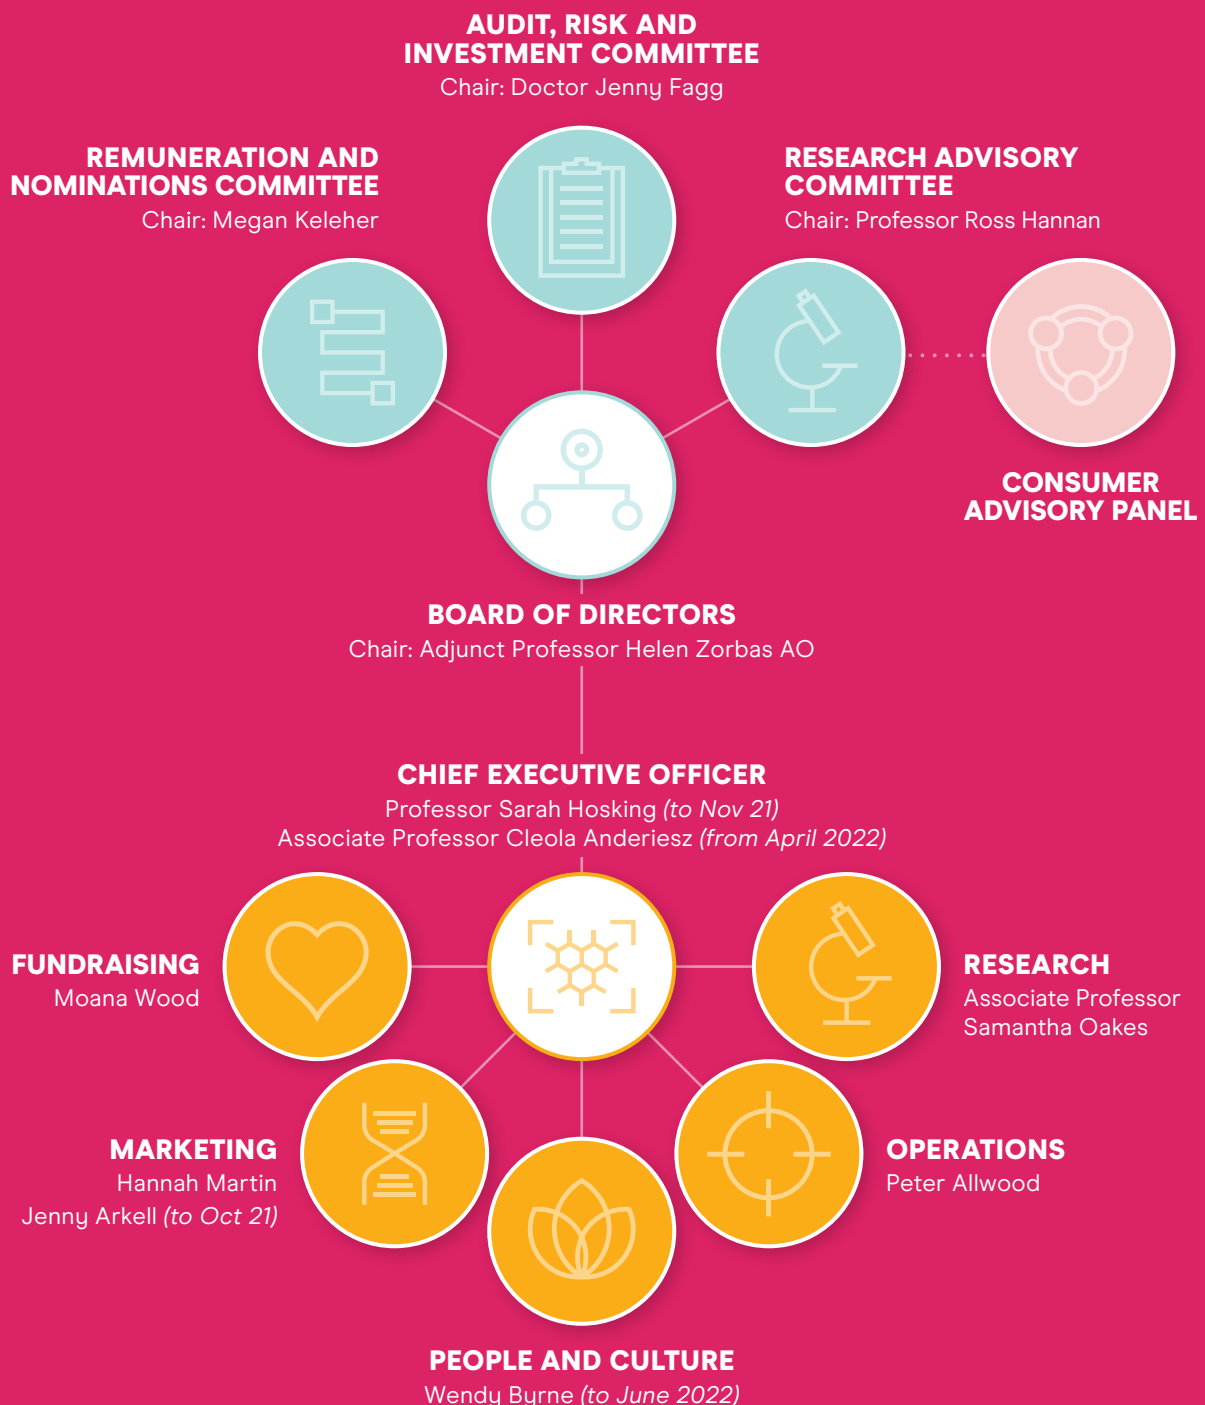 AUDIT, RISK AND
INVESTMENT COMMITTEE
Chair: Doctor Jenny Fagg
REMUNERATION AND
NOMINATIONS COMMITTEE
Chair: Megan Keleher
RESEARCH ADVISORY
COMMITTEE
Chair: Professor Ross Hannan
CONSUMER
ADVISORY PANEL
BOARD OF DIRECTORS
Chair: Adjunct Professor Helen Zorbas AO
CHIEF EXECUTIVE OFFICER
Professor Sarah Hosking (to Nov 21)
Associate Professor Cleola Anderiesz (from April 2022)
FUNDRAISING
Moana Wood
RESEARCH
Associate Professor
Samantha Oakes
MARKETING
Hannah Martin
Jenny Arkell (to Oct 21)
OPERATIONS
Peter Allwood
PEOPLE AND CULTURE
Wendy Byrne (to June 2022)